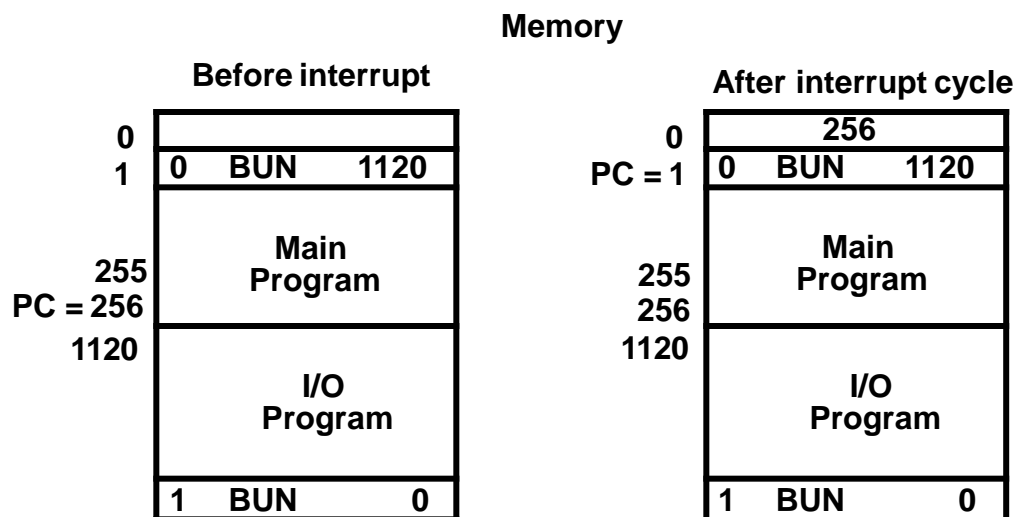 Memory
Before interrupt
0
1
0 BUN 1120
Main
Program
255
PC = 256
1120
I/O
Program
1 BUN 0
After interrupt cycle
0
256
PC = 1
0 BUN 1120
Main
Program
255
256
1120
I/O
Program
1 BUN 0